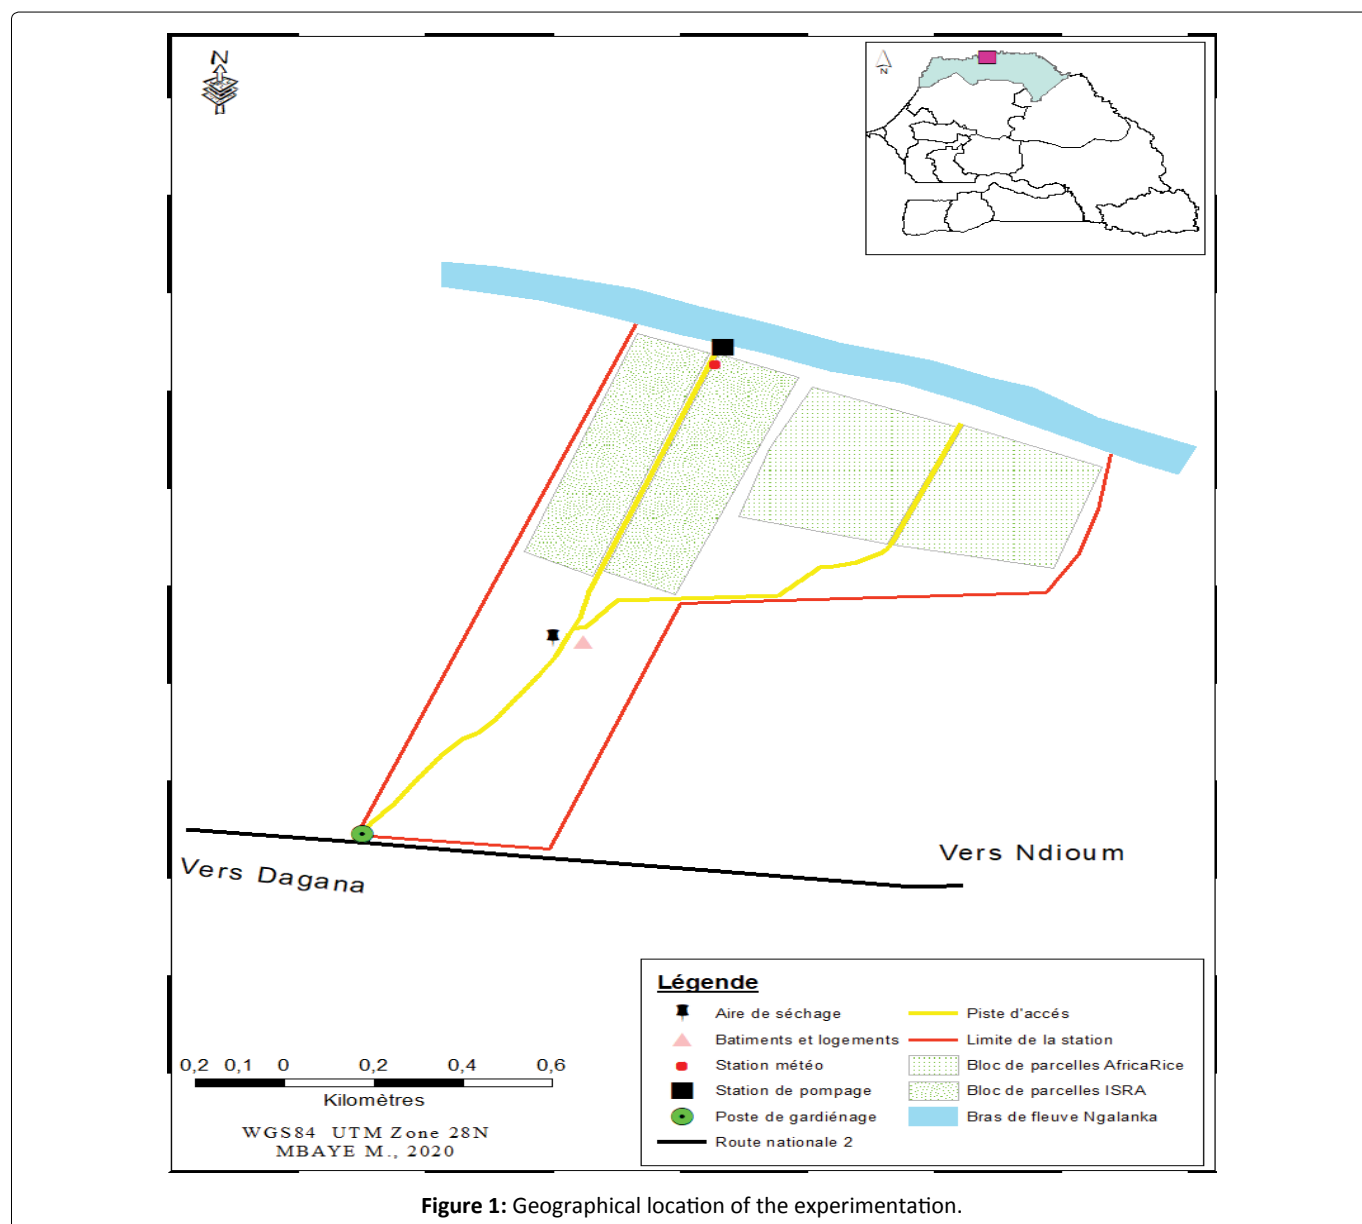 N
N
Vers Dagana
Vers Ndioum
Légende
Aire de séchage
Batiments et logements
Station météo
Station de pompage
Poste de gardiénage
Route nationale 2
Piste d'accés
Limite de la station
Bloc de parcelles AfricaRice
Bloc de parcelles ISRA
Bras de fleuve Ngalanka
0,2 0,1 0 0,2 0,4 0,6
Kilomètres
WGS84 UTM Zone 28N
MBAYE M., 2020
Figure 1: Geographical location of the experimentation.